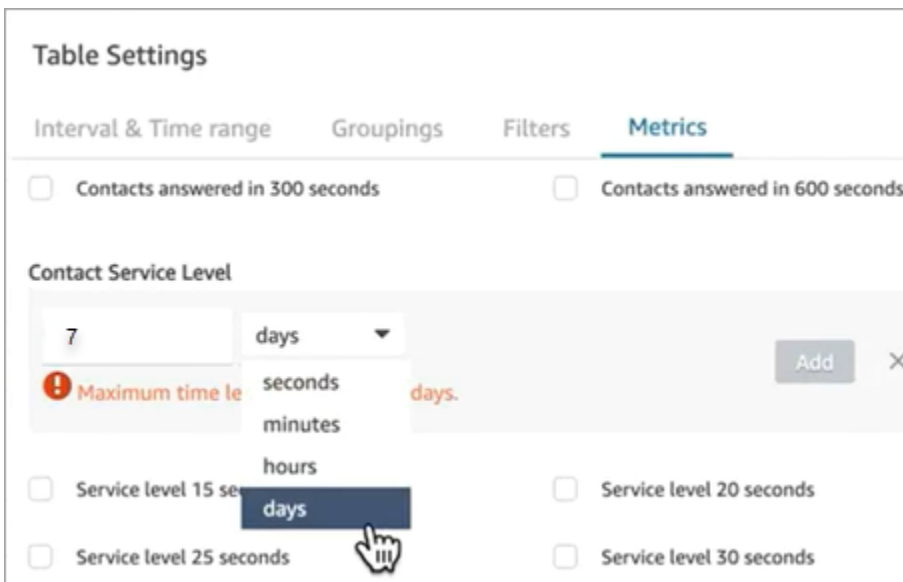 Table Settings
Interval & Time range Groupings Filters Metrics
Contacts answered in 300 seconds Contacts answered in 600 seconds
Contact Service Level
7 days Add
Maximum time days.
seconds
minutes
hours
days
Service level 15 Service level 20 seconds
Service level 25 seconds Service level 30 seconds